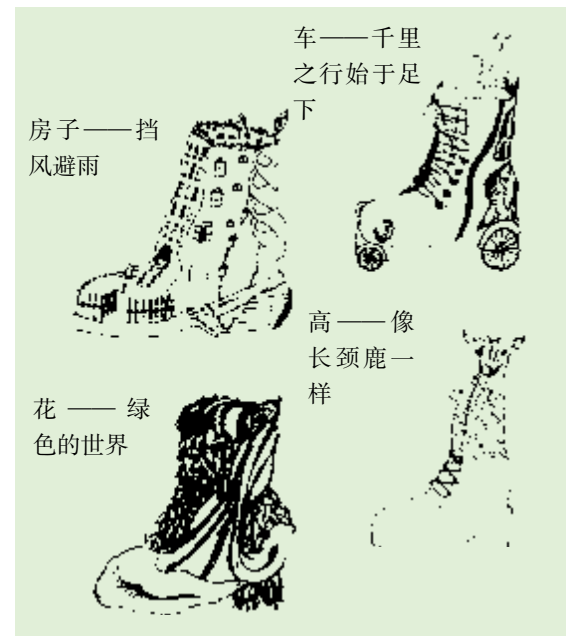 车——千里
之行始于足
下
房子——挡
风避雨
高——像
长颈鹿一
样
花——绿
色的世界